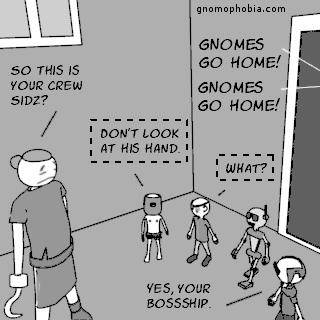 gnomophobia.com
GNOMES
GO HOME!
GNOMES
GO HOME!
SO THIS IS
YOUR CREW
SIDZ?
DON'T LOOK
AT HIS HAND.
WHAT?
YES, YOUR
BOSSSHIP.